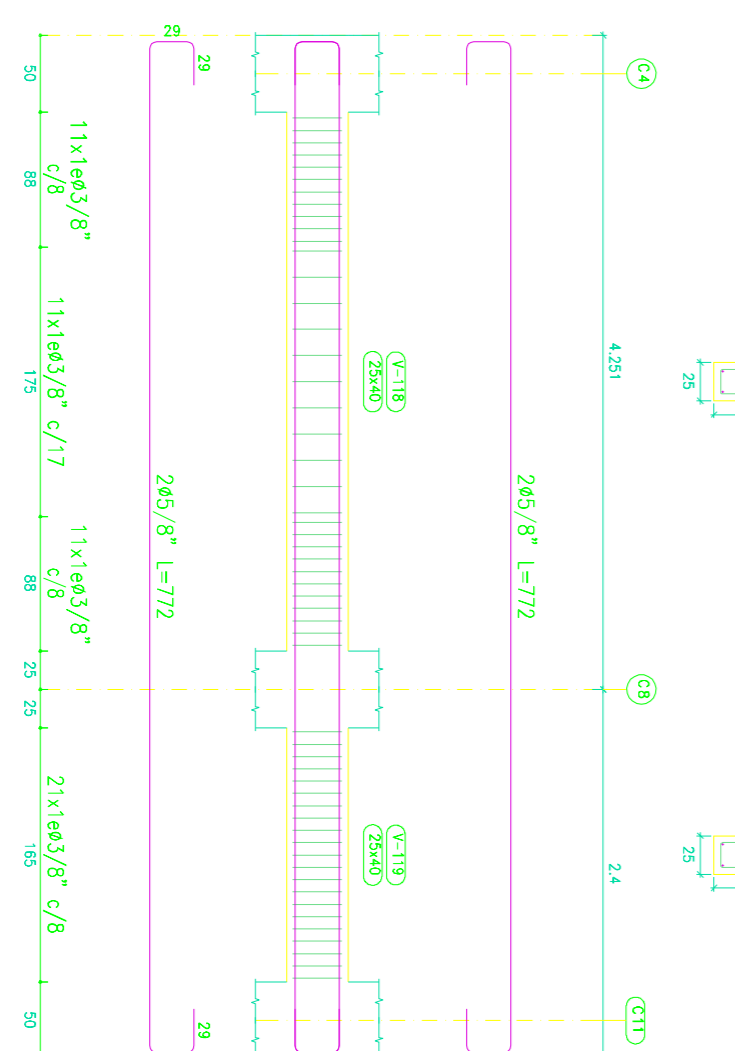 C4
4.251
C8
2.4
C11
25
25
2ø5/8" L=772
V-118
25x40
V-119
25x40
2ø5/8" L=772
29
29
29
11x1eø3/8"
c/8
11x1eø3/8" c/17
11x1eø3/8"
c/8
21x1eø3/8" c/8
50
88
175
88
25
25
165
50